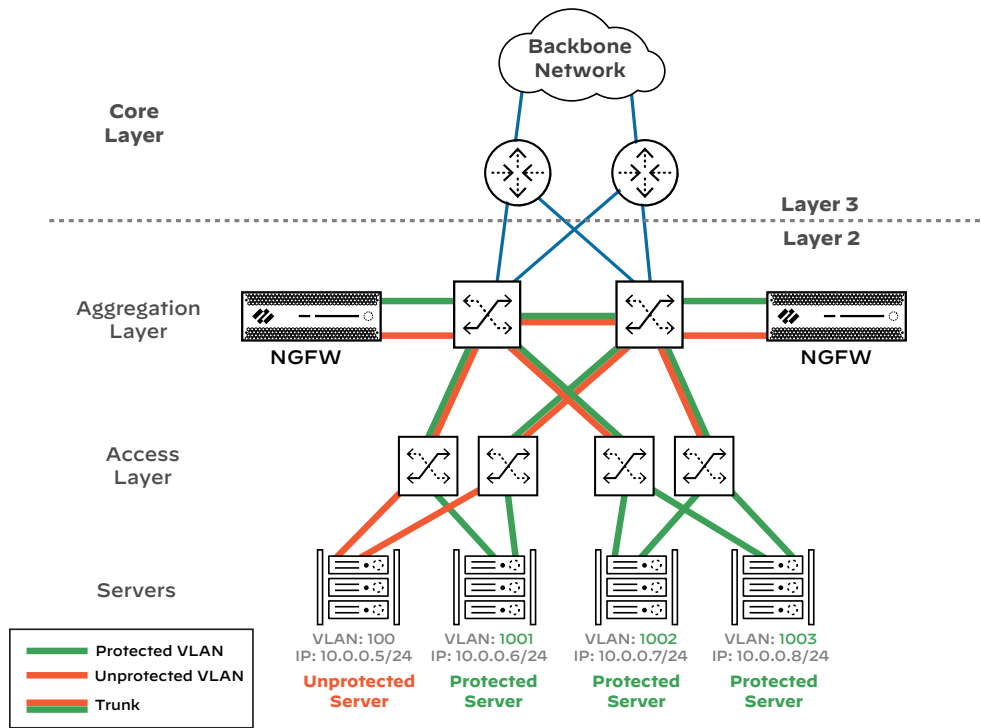 Backbone
Network
Core
Layer
Layer 3
Layer 2
Aggregation
Layer
NGFW
NGFW
Access
Layer
Servers
VLAN: 100
IP: 10.0.0.5/24
Unprotected
Server
VLAN: 1001
IP: 10.0.0.6/24
Protected
Server
VLAN: 1002
IP: 10.0.0.7/24
Protected
Server
VLAN: 1003
IP: 10.0.0.8/24
Protected
Server
Protected VLAN
Unprotected VLAN
Trunk